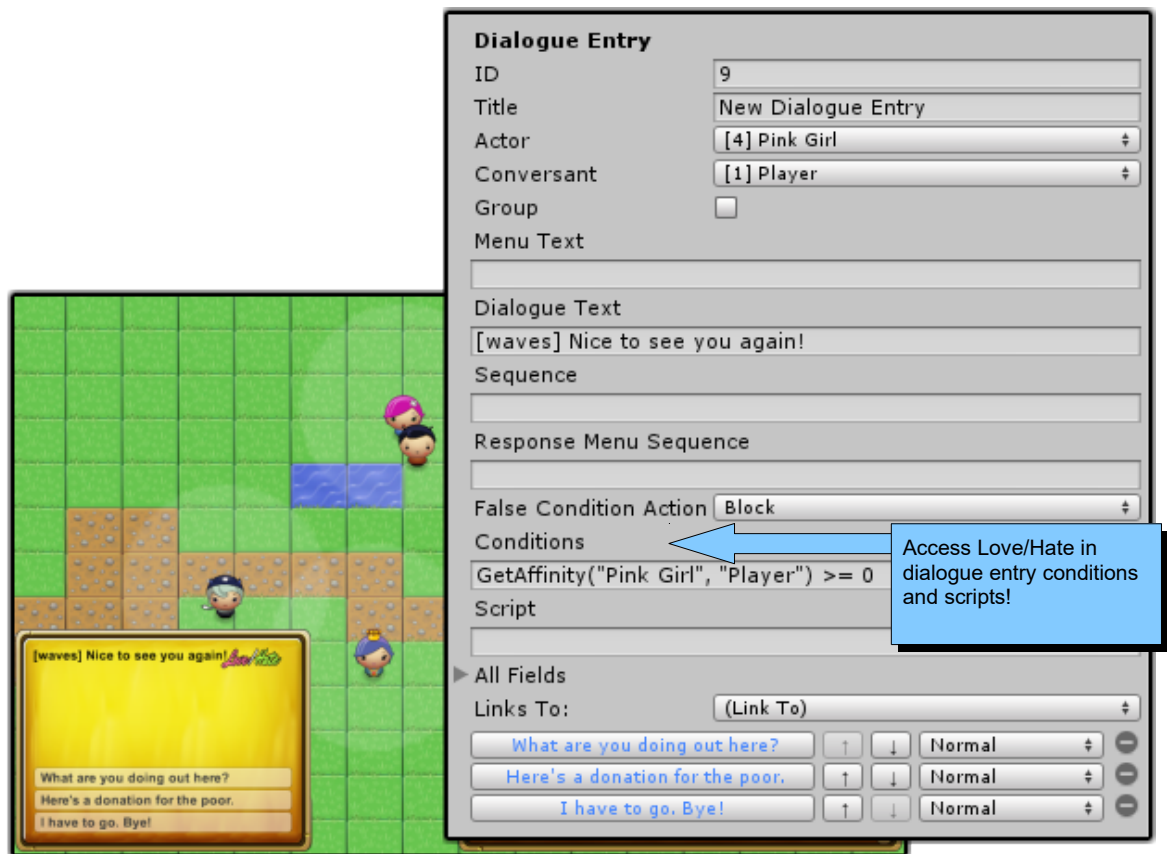 Dialogue Entry
ID
9
Title
New Dialogue Entry
Actor
[4] Pink Girl
Conversant
[1] Player
Group
Menu Text
Dialogue Text
[waves] Nice to see you again!
Sequence
Response Menu Sequence
False Condition Action
Block
Conditions
GetAffinity("Pink Girl", "Player") >= 0
Access Love/Hate in
dialogue entry conditions
and scripts!
Script
All Fields
Links To:
(Link To)
What are you doing out here?
↑
↓
Normal
Here's a donation for the poor.
↑
↓
Normal
I have to go. Bye!
↑
↓
Normal
[waves] Nice to see you again!
Love/Hate
What are you doing out here?
Here's a donation for the poor.
I have to go. Bye!